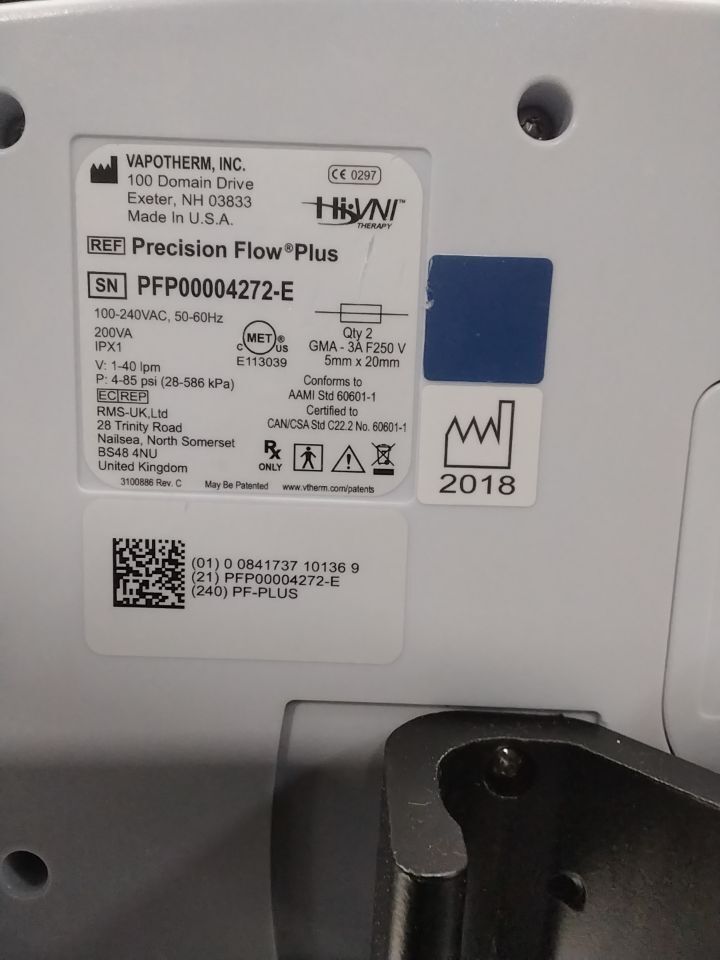 VAPOTHERM, INC.
100 Domain Drive
Exeter, NH 03833
Made In U.S.A.
CE 0297
Hi-VNI™
THERAPY
REF Precision Flow®Plus
SN PFP00004272-E
100-240VAC, 50-60Hz
200VA
IPX1
V: 1-40 lpm
P: 4-85 psi (28-586 kPa)
C MET® US
E113039
Qty 2
GMA - 3A F250 V
5mm x 20mm
Conforms to
AAMI Std 60601-1
Certified to
CAN/CSA Std C22.2 No. 60601-1
EC REP
RMS-UK,Ltd
28 Trinity Road
Nailsea, North Somerset
BS48 4NU
United Kingdom
Rx
ONLY
3100886 Rev. C May Be Patented www.vtherm.com/patents
2018
(01) 0 0841737 10136 9
(21) PFP00004272-E
(240) PF-PLUS